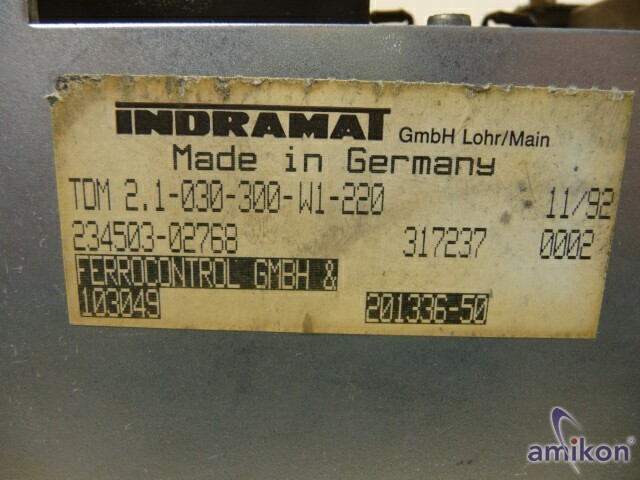 INDRAMAT GmbH Lohr/Main
Made in Germany
TDM 2.1-030-300-W1-220 11/92
234503-02768 317237 0002
FERROCONTROL GMBH &
103049 201336-50
amikon®